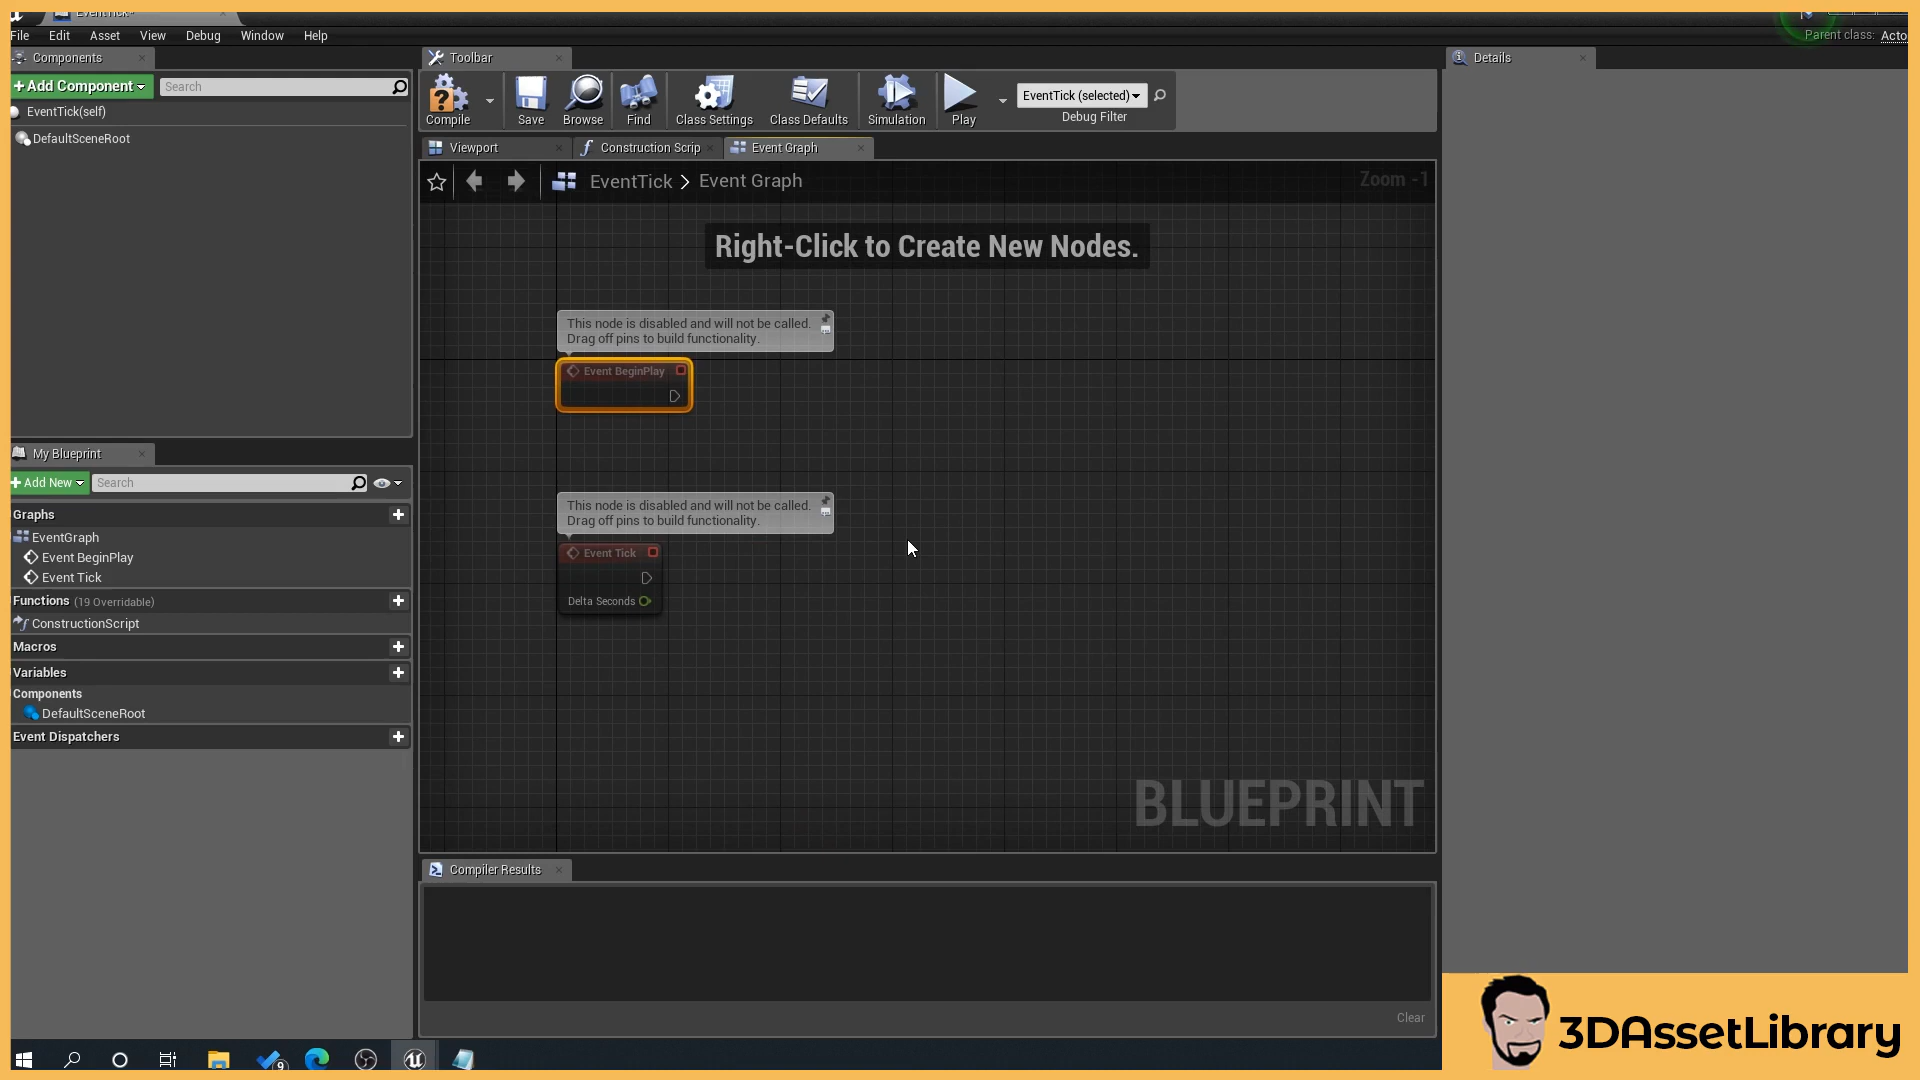 EventTick*
File Edit Asset View Debug Window Help
Parent class: Acto
Components
Toolbar
Details
+ Add Component
Search
EventTick(self)
DefaultSceneRoot
Compile
Save
Browse
Find
Class Settings
Class Defaults
Simulation
Play
EventTick (selected)
Debug Filter
Viewport
Construction Scrip
Event Graph
EventTick > Event Graph
Zoom -1
Right-Click to Create New Nodes.
This node is disabled and will not be called.
Drag off pins to build functionality.
Event BeginPlay
This node is disabled and will not be called.
Drag off pins to build functionality.
Event Tick
Delta Seconds
BLUEPRINT
My Blueprint
+ Add New
Search
Graphs
EventGraph
Event BeginPlay
Event Tick
Functions (19 Overridable)
ConstructionScript
Macros
Variables
Components
DefaultSceneRoot
Event Dispatchers
Compiler Results
Clear
9
3DAssetLibrary